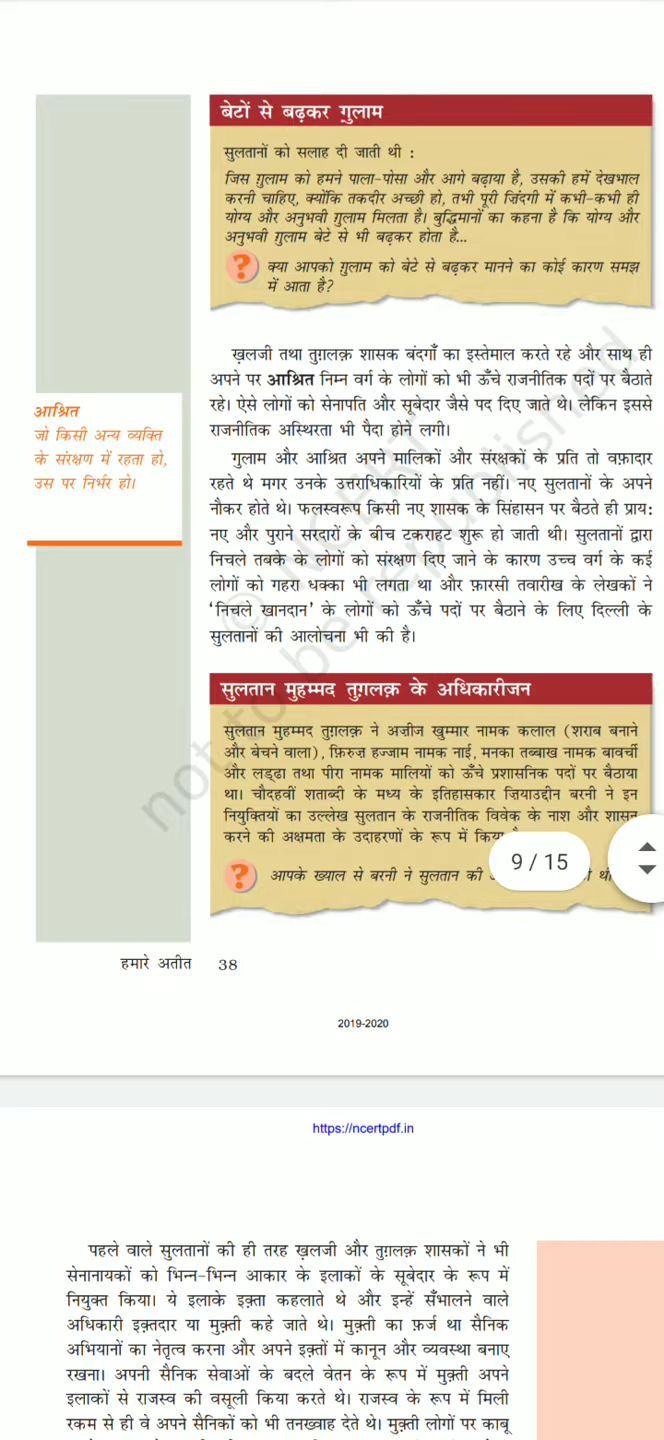 बेटों से बढ़कर ग़ुलाम
सुलतानों को सलाह दी जाती थी :
जिस ग़ुलाम को हमने पाला-पोसा और आगे बढ़ाया है, उसकी हमें देखभाल
करनी चाहिए, क्योंकि तकदीर अच्छी हो, तभी पूरी ज़िंदगी में कभी-कभी ही
योग्य और अनुभवी ग़ुलाम मिलता है। बुद्धिमानों का कहना है कि योग्य और
अनुभवी ग़ुलाम बेटे से भी बढ़कर होता है...
? क्या आपको ग़ुलाम को बेटे से बढ़कर मानने का कोई कारण समझ
में आता है?
ख़लजी तथा तुग़लक़ शासक बंदगाँ का इस्तेमाल करते रहे और साथ ही
अपने पर आश्रित निम्न वर्ग के लोगों को भी ऊँचे राजनीतिक पदों पर बैठाते
रहे। ऐसे लोगों को सेनापति और सूबेदार जैसे पद दिए जाते थे। लेकिन इससे
राजनीतिक अस्थिरता भी पैदा होने लगी।
आश्रित
जो किसी अन्य व्यक्ति
के संरक्षण में रहता हो,
उस पर निर्भर हो।
गुलाम और आश्रित अपने मालिकों और संरक्षकों के प्रति तो वफ़ादार
रहते थे मगर उनके उत्तराधिकारियों के प्रति नहीं। नए सुलतानों के अपने
नौकर होते थे। फलस्वरूप किसी नए शासक के सिंहासन पर बैठते ही प्राय:
नए और पुराने सरदारों के बीच टकराहट शुरू हो जाती थी। सुलतानों द्वारा
निचले तबके के लोगों को संरक्षण दिए जाने के कारण उच्च वर्ग के कई
लोगों को गहरा धक्का भी लगता था और फ़ारसी तवारीख के लेखकों ने
‘निचले खानदान’ के लोगों को ऊँचे पदों पर बैठाने के लिए दिल्ली के
सुलतानों की आलोचना भी की है।
सुलतान मुहम्मद तुग़लक़ के अधिकारीजन
सुलतान मुहम्मद तुग़लक़ ने अज़ीज खुम्मार नामक कलाल (शराब बनाने
और बेचने वाला), फ़िरुज़ हज्जाम नामक नाई, मनका तब्बाख नामक बावर्ची
और लड्ढा तथा पीरा नामक मालियों को ऊँचे प्रशासनिक पदों पर बैठाया
था। चौदहवीं शताब्दी के मध्य के इतिहासकार ज़ियाउद्दीन बरनी ने इन
नियुक्तियों का उल्लेख सुलतान के राजनीतिक विवेक के नाश और शासन
करने की अक्षमता के उदाहरणों के रूप में
9 / 15
? आपके ख्याल से बरनी ने सुलतान की
हमारे अतीत 38
2019-2020
© NCERT
not to be republished
https://ncertpdf.in
पहले वाले सुलतानों की ही तरह ख़लजी और तुग़लक़ शासकों ने भी
सेनानायकों को भिन्न-भिन्न आकार के इलाकों के सूबेदार के रूप में
नियुक्त किया। ये इलाके इक़्ता कहलाते थे और इन्हें सँभालने वाले
अधिकारी इक़्तदार या मुक़्ती कहे जाते थे। मुक़्ती का फ़र्ज था सैनिक
अभियानों का नेतृत्व करना और अपने इक़्तों में कानून और व्यवस्था बनाए
रखना। अपनी सैनिक सेवाओं के बदले वेतन के रूप में मुक़्ती अपने
इलाकों से राजस्व की वसूली किया करते थे। राजस्व के रूप में मिली
रकम से ही वे अपने सैनिकों को भी तनख्वाह देते थे। मुक़्ती लोगों पर काबू